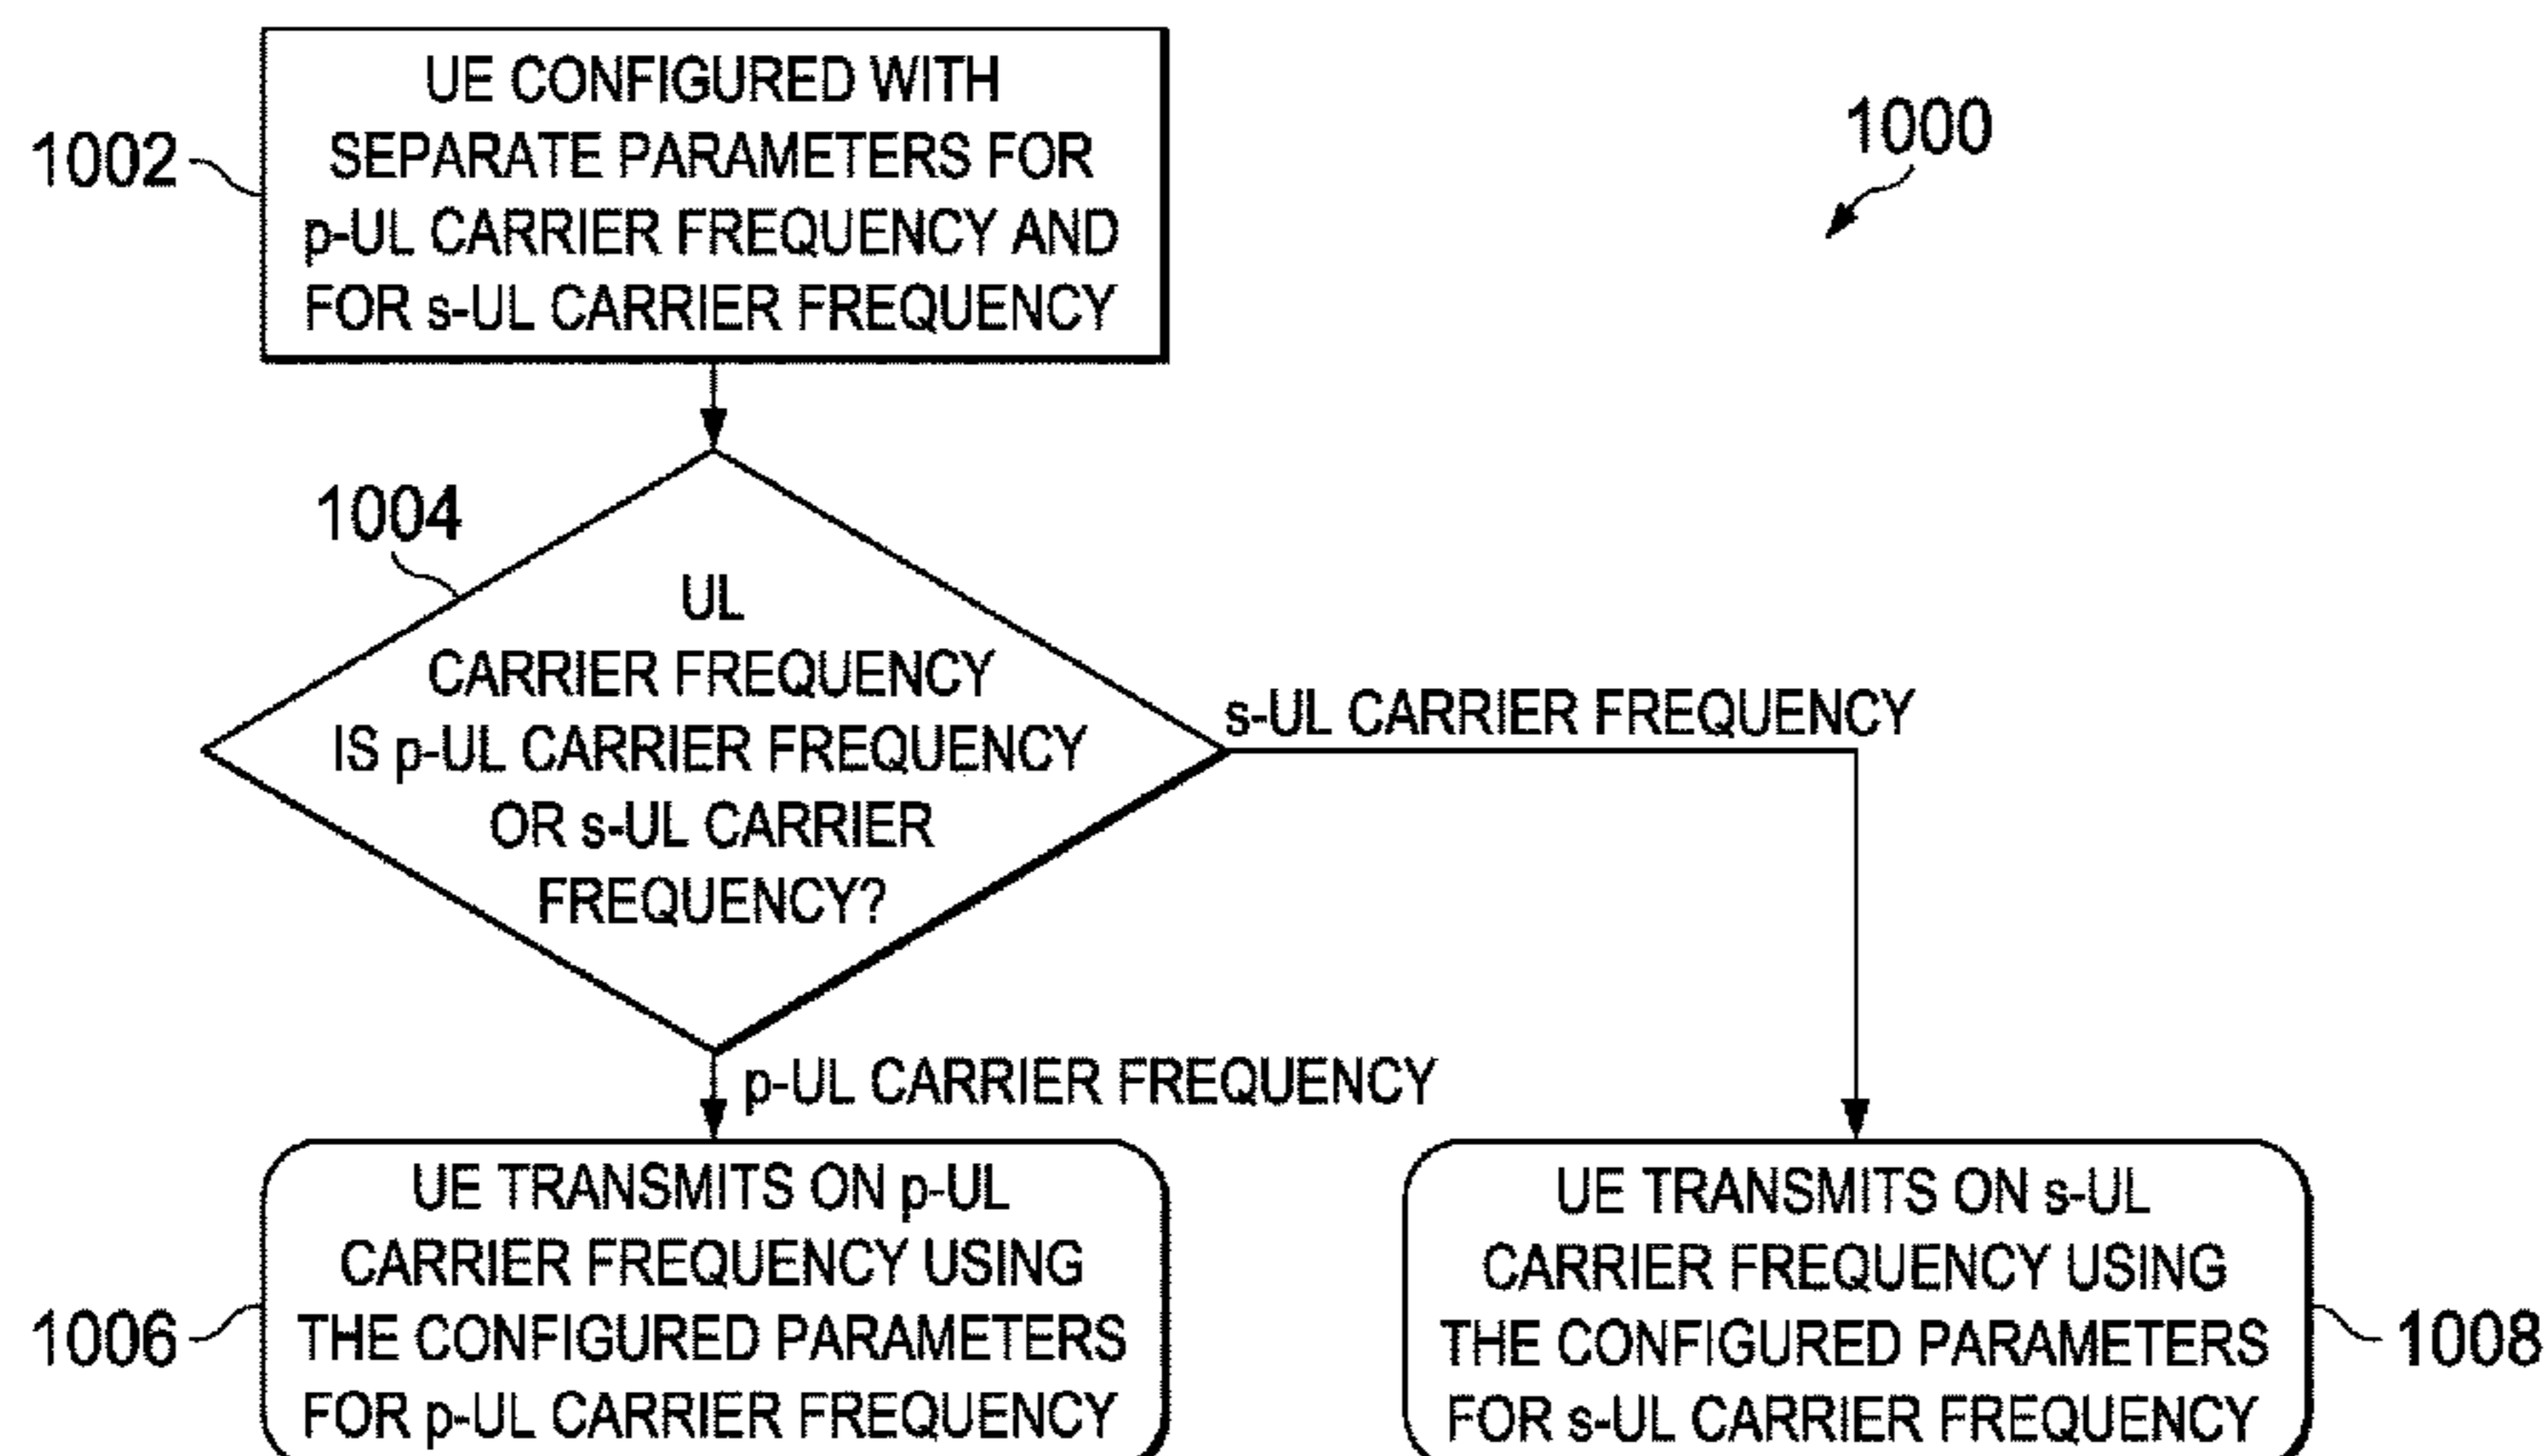 UE CONFIGURED WITH
SEPARATE PARAMETERS FOR
p-UL CARRIER FREQUENCY AND
FOR s-UL CARRIER FREQUENCY
1002
1000
1004
UL
CARRIER FREQUENCY
IS p-UL CARRIER FREQUENCY
OR s-UL CARRIER
FREQUENCY?
s-UL CARRIER FREQUENCY
p-UL CARRIER FREQUENCY
UE TRANSMITS ON p-UL
CARRIER FREQUENCY USING
THE CONFIGURED PARAMETERS
FOR p-UL CARRIER FREQUENCY
1006
UE TRANSMITS ON s-UL
CARRIER FREQUENCY USING
THE CONFIGURED PARAMETERS
FOR s-UL CARRIER FREQUENCY
1008